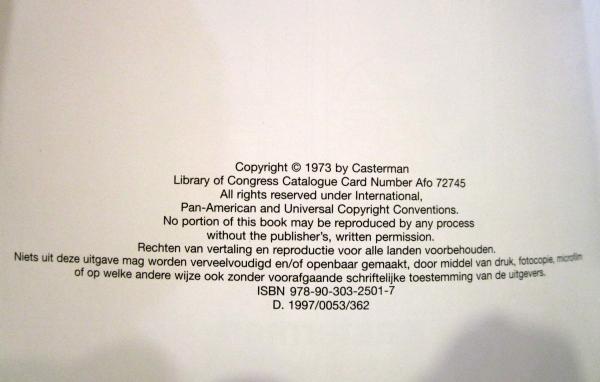 Copyright © 1973 by Casterman
Library of Congress Catalogue Card Number Afo 72745
All rights reserved under International,
Pan-American and Universal Copyright Conventions.
No portion of this book may be reproduced by any process
without the publisher's, written permission.
Rechten van vertaling en reproductie voor alle landen voorbehouden.
Niets uit deze uitgave mag worden verveelvoudigd en/of openbaar gemaakt, door middel van druk, fotocopie, microfilm
of op welke andere wijze ook zonder voorafgaande schriftelijke toestemming van de uitgevers.
ISBN 978-90-303-2501-7
D. 1997/0053/362